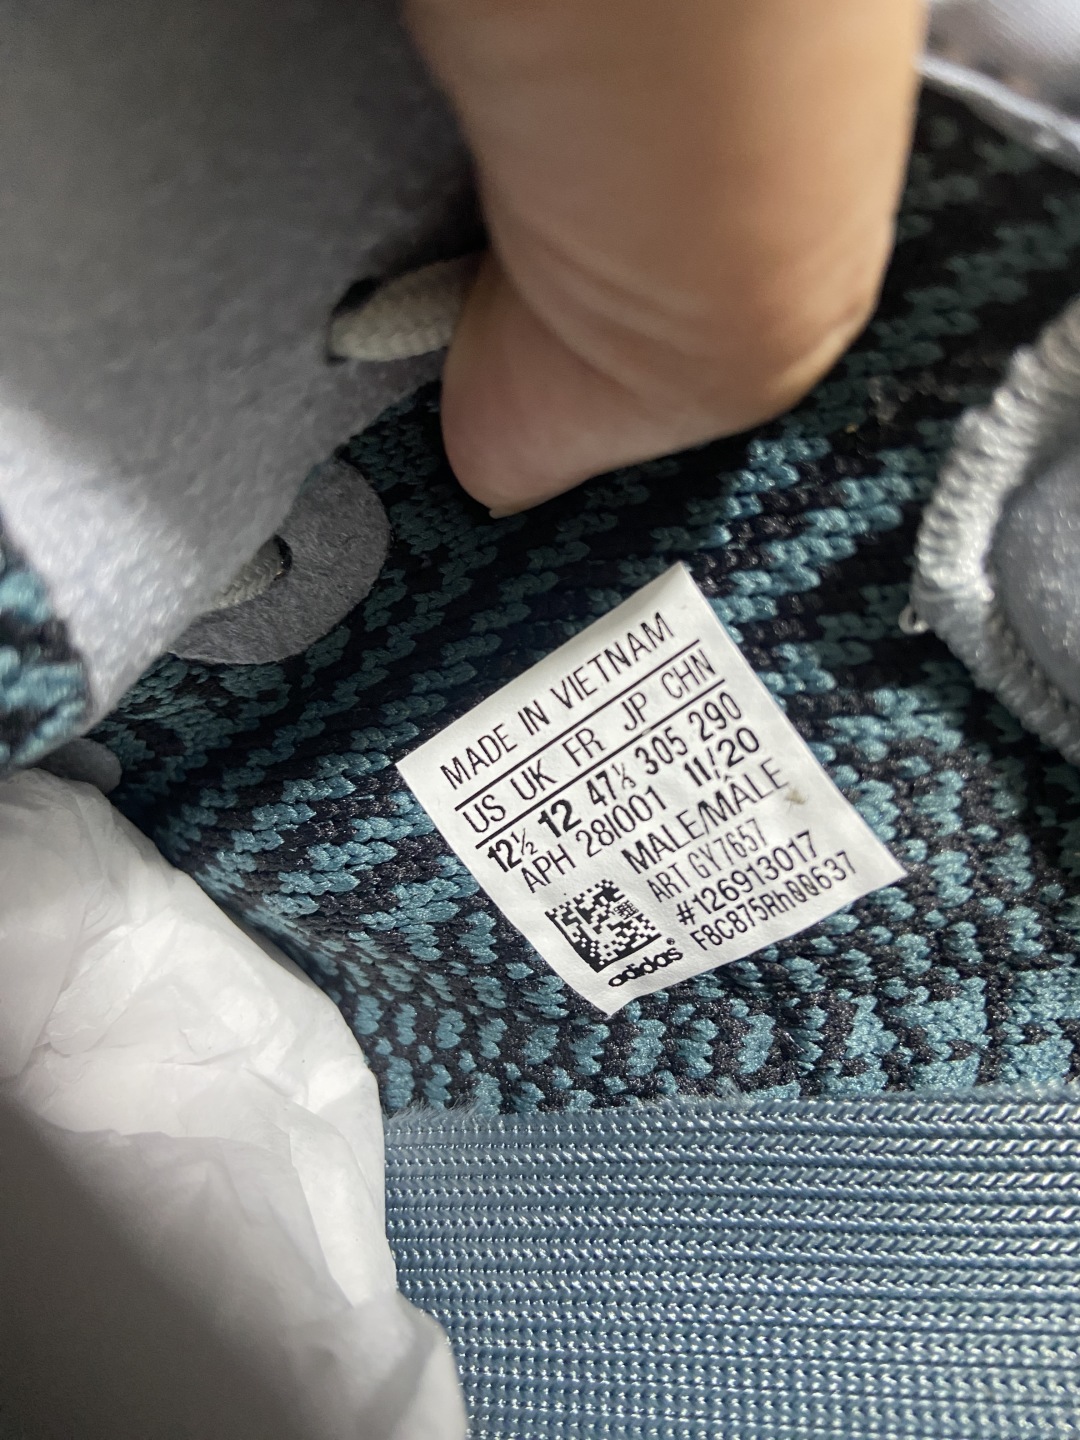 MADE IN VIETNAM
US UK FR JP CHN
12½ 12 47⅓ 305 290
APH 28I001 11/20
MALE/MÂLE
ART GY7657
#126913017
F8C875RhQQ637
adidas®